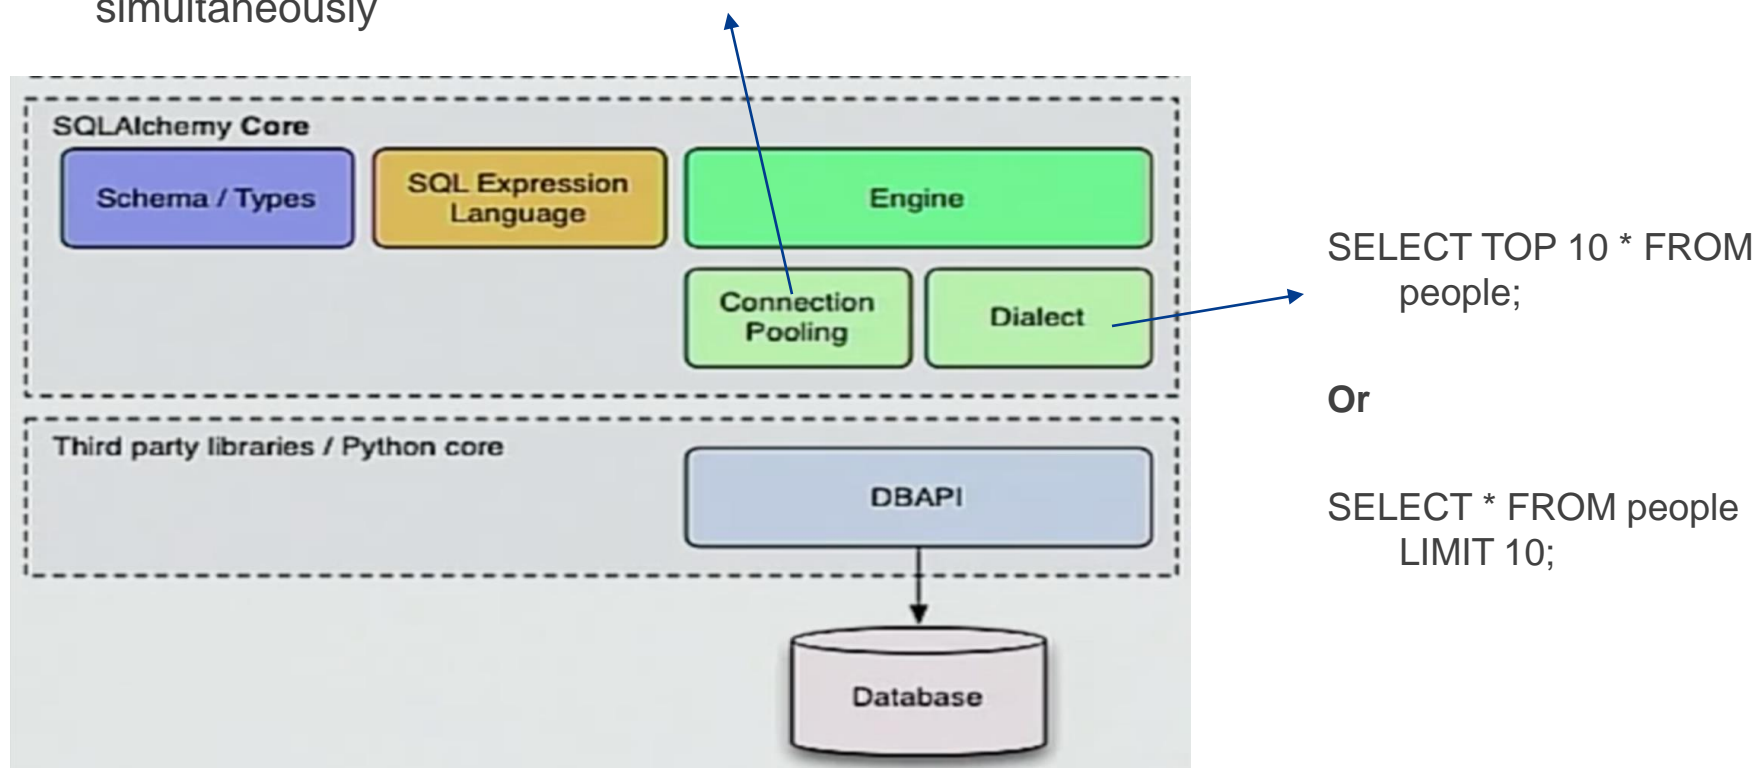 simultaneously
SQLAlchemy Core
Schema / Types
SQL Expression
Language
Engine
Connection
Pooling
Dialect
SELECT TOP 10 * FROM
people;
Or
SELECT * FROM people
LIMIT 10;
Third party libraries / Python core
DBAPI
Database